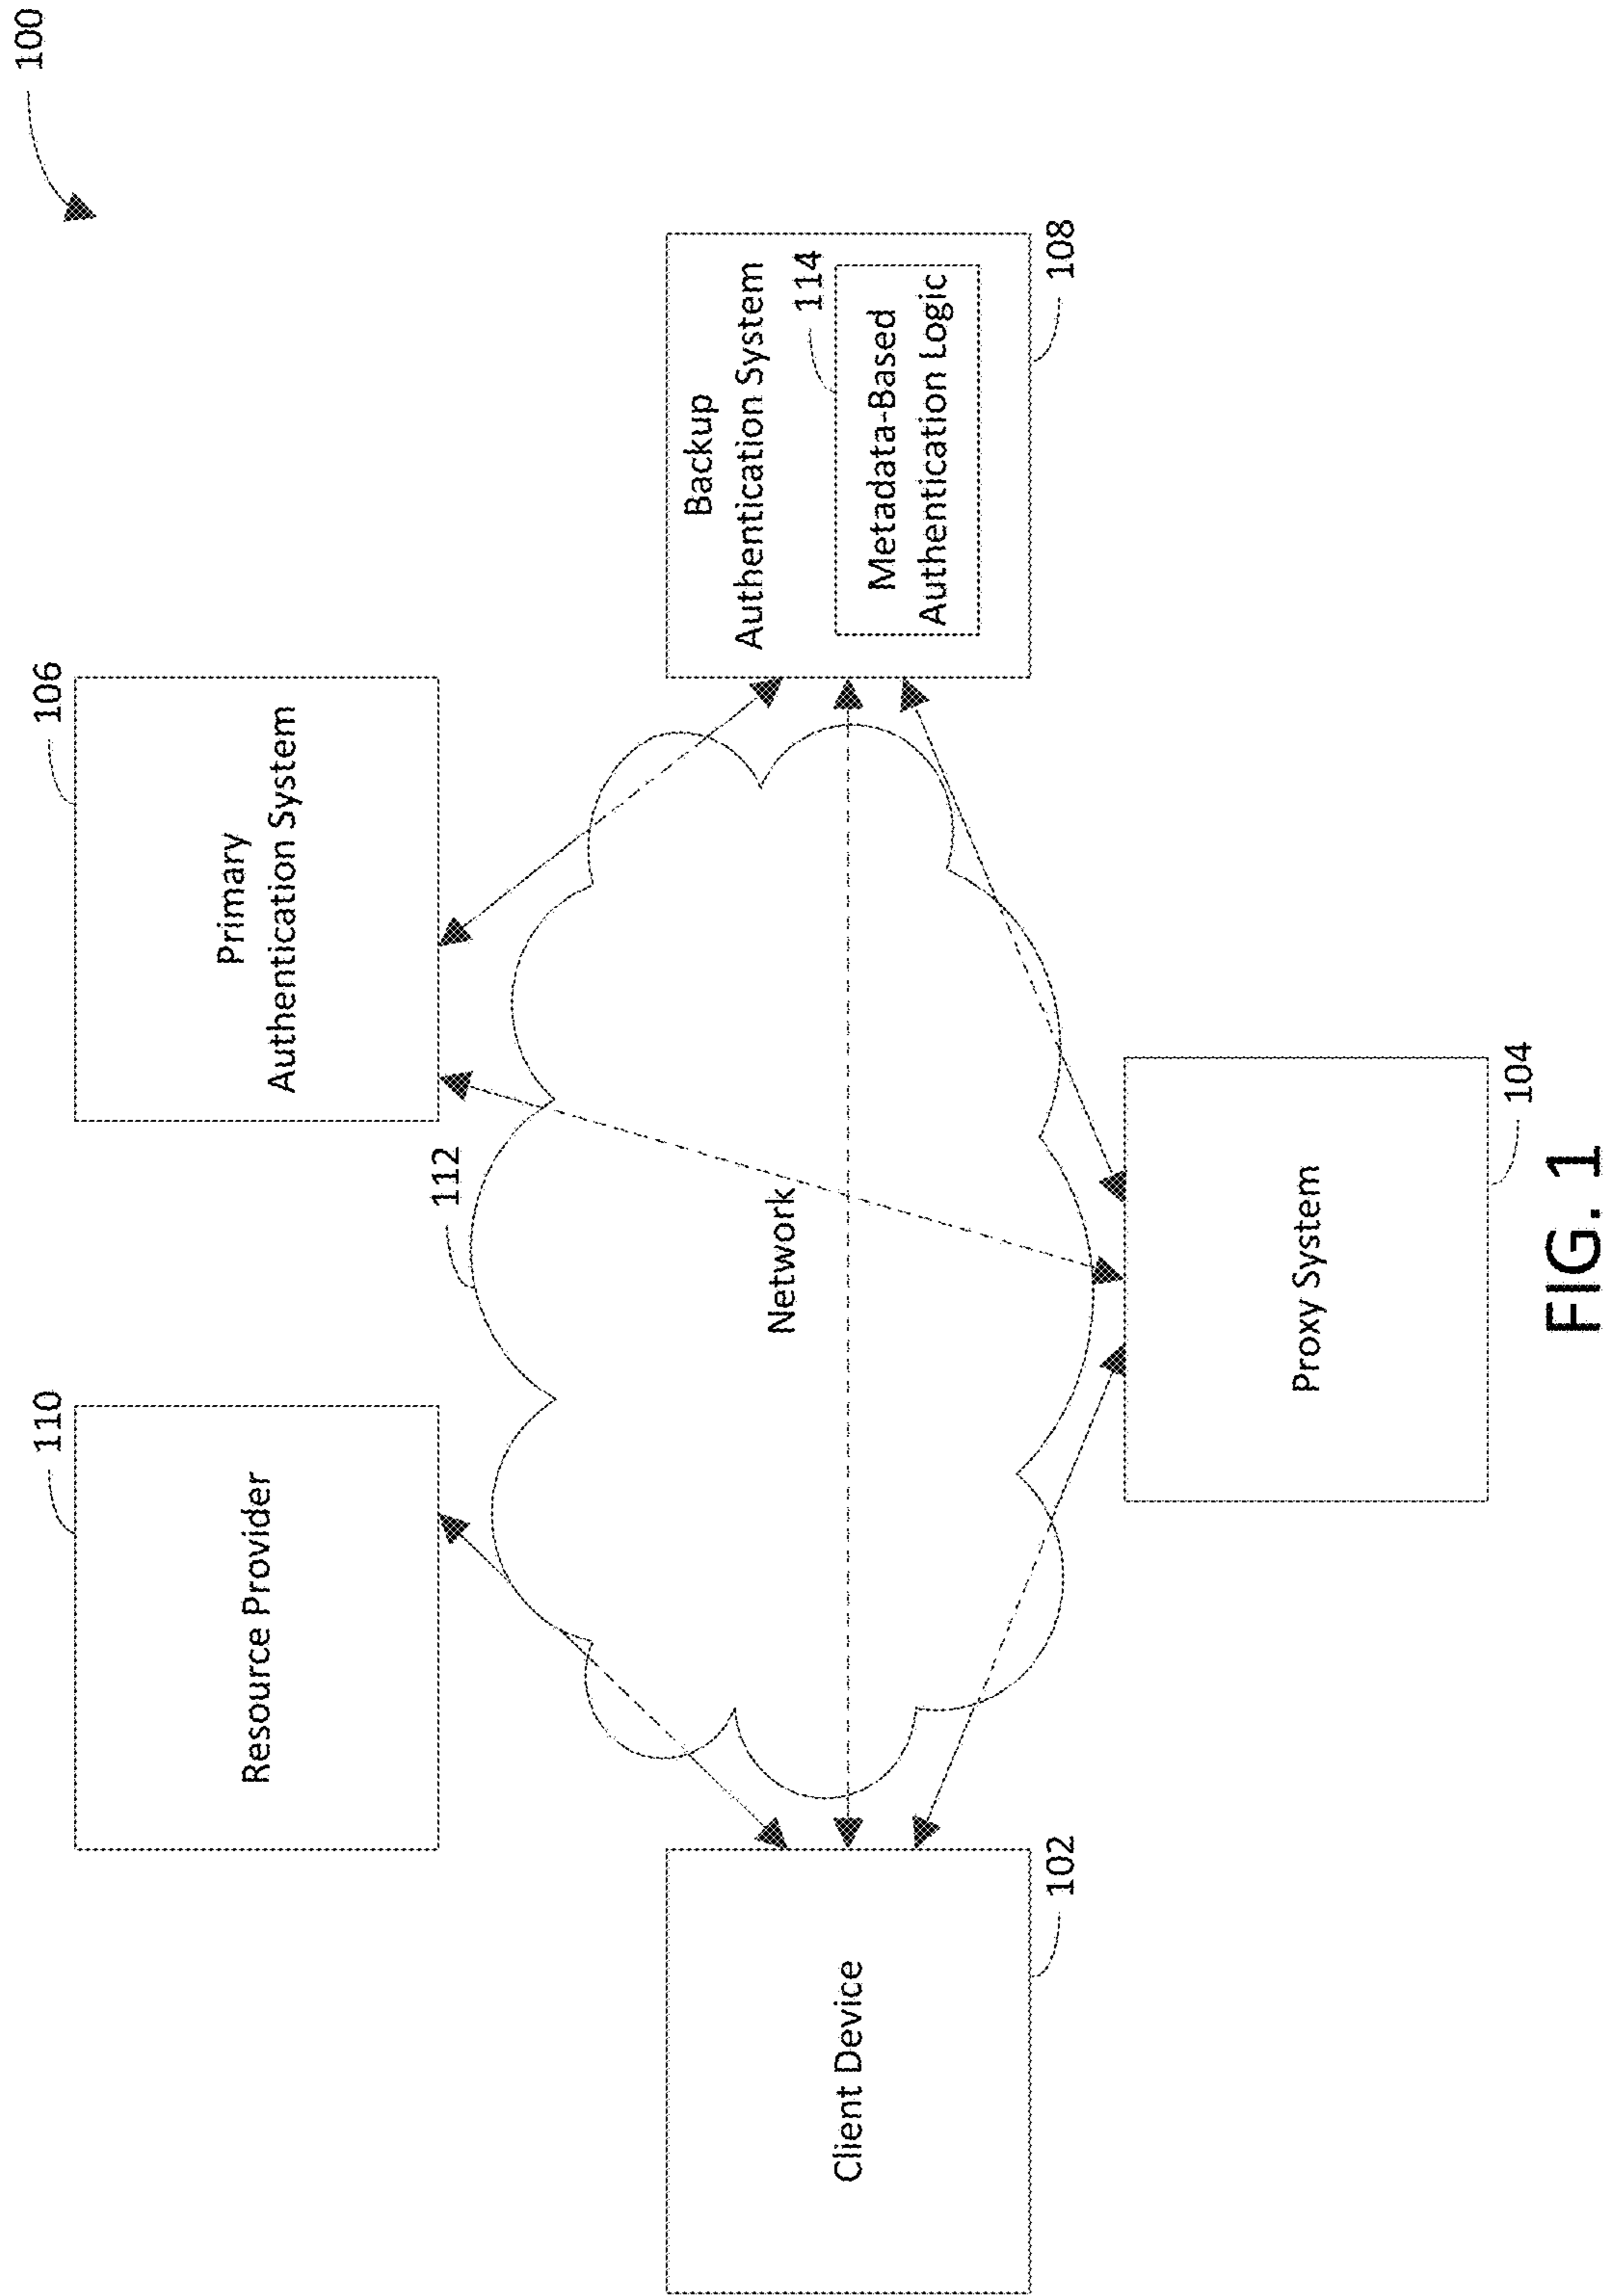 100
110
Resource Provider
106
Primary
Authentication System
112
Network
Client Device
102
Backup
Authentication System
114
Metadata-Based
Authentication Logic
108
Proxy System
104
FIG. 1